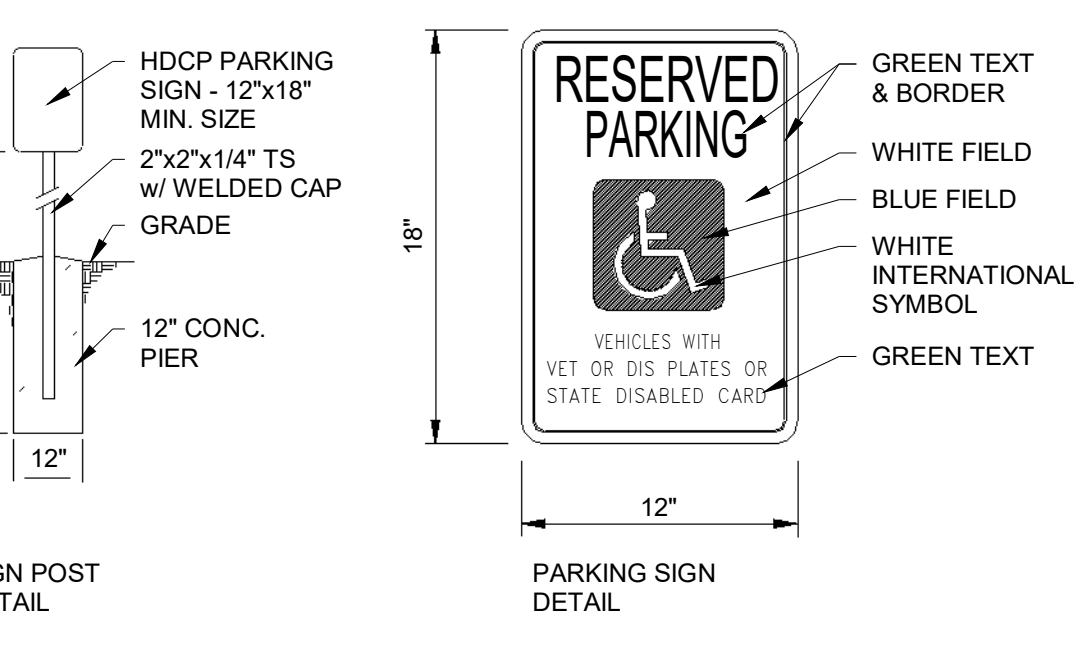 HDCP PARKING
SIGN - 12"x18"
MIN. SIZE
2"x2"x1/4" TS
w/ WELDED CAP
GRADE
12" CONC.
PIER
12"
POST
18"
RESERVED
PARKING
VEHICLES WITH
VET OR DIS PLATES OR
STATE DISABLED CARD
12"
GREEN TEXT
& BORDER
WHITE FIELD
BLUE FIELD
WHITE
INTERNATIONAL
SYMBOL
GREEN TEXT
PARKING SIGN
DETAIL